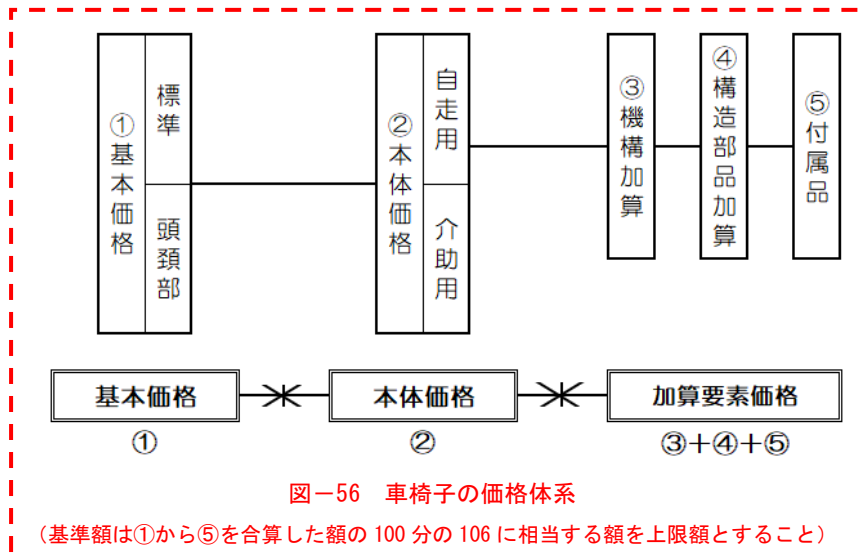 ①基本価格
標準
頭頚部
②本体価格
自走用
介助用
③機構加算
④構造部品加算
⑤付属品
基本価格
本体価格
加算要素価格
①
②
③+④+⑤
図－56 車椅子の価格体系
（基準額は①から⑤を合算した額の 100 分の 106 に相当する額を上限額とすること）